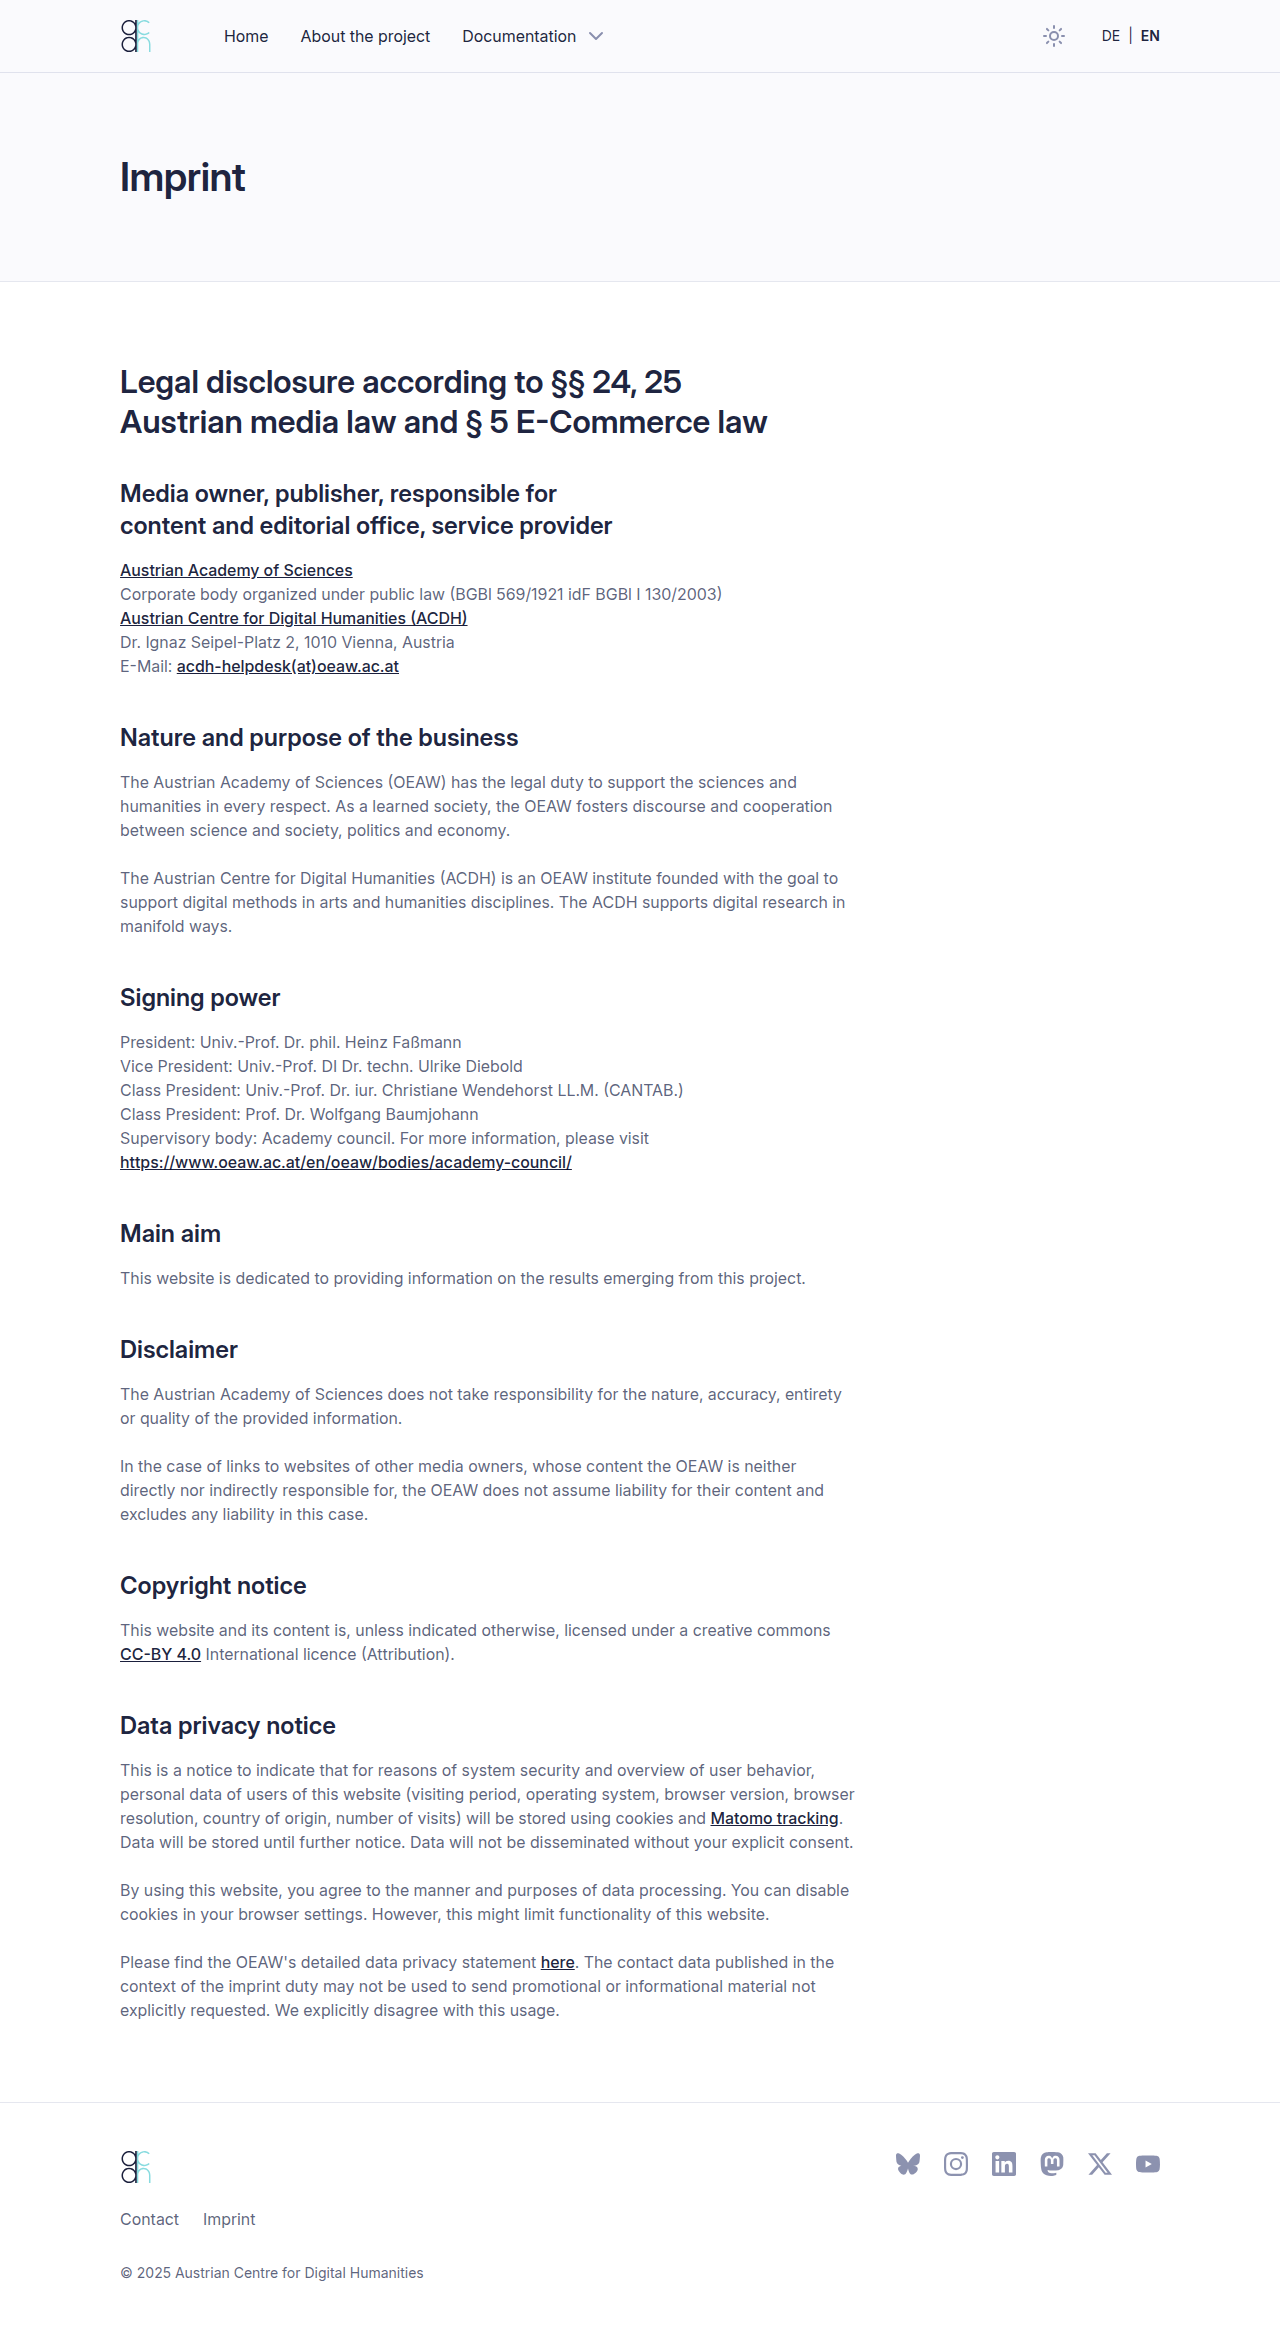 Home
About the project
Documentation
DE | EN
Imprint
Legal disclosure according to §§ 24, 25
Austrian media law and § 5 E-Commerce law
Media owner, publisher, responsible for
content and editorial office, service provider
Austrian Academy of Sciences
Corporate body organized under public law (BGBl 569/1921 idF BGBl I 130/2003)
Austrian Centre for Digital Humanities (ACDH)
Dr. Ignaz Seipel-Platz 2, 1010 Vienna, Austria
E-Mail: acdh-helpdesk(at)oeaw.ac.at
Nature and purpose of the business
The Austrian Academy of Sciences (OEAW) has the legal duty to support the sciences and
humanities in every respect. As a learned society, the OEAW fosters discourse and cooperation
between science and society, politics and economy.
The Austrian Centre for Digital Humanities (ACDH) is an OEAW institute founded with the goal to
support digital methods in arts and humanities disciplines. The ACDH supports digital research in
manifold ways.
Signing power
President: Univ.-Prof. Dr. phil. Heinz Faßmann
Vice President: Univ.-Prof. DI Dr. techn. Ulrike Diebold
Class President: Univ.-Prof. Dr. iur. Christiane Wendehorst LL.M. (CANTAB.)
Class President: Prof. Dr. Wolfgang Baumjohann
Supervisory body: Academy council. For more information, please visit
https://www.oeaw.ac.at/en/oeaw/bodies/academy-council/
Main aim
This website is dedicated to providing information on the results emerging from this project.
Disclaimer
The Austrian Academy of Sciences does not take responsibility for the nature, accuracy, entirety
or quality of the provided information.
In the case of links to websites of other media owners, whose content the OEAW is neither
directly nor indirectly responsible for, the OEAW does not assume liability for their content and
excludes any liability in this case.
Copyright notice
This website and its content is, unless indicated otherwise, licensed under a creative commons
CC-BY 4.0 International licence (Attribution).
Data privacy notice
This is a notice to indicate that for reasons of system security and overview of user behavior,
personal data of users of this website (visiting period, operating system, browser version, browser
resolution, country of origin, number of visits) will be stored using cookies and Matomo tracking.
Data will be stored until further notice. Data will not be disseminated without your explicit consent.
By using this website, you agree to the manner and purposes of data processing. You can disable
cookies in your browser settings. However, this might limit functionality of this website.
Please find the OEAW's detailed data privacy statement here. The contact data published in the
context of the imprint duty may not be used to send promotional or informational material not
explicitly requested. We explicitly disagree with this usage.
Contact
Imprint
© 2025 Austrian Centre for Digital Humanities